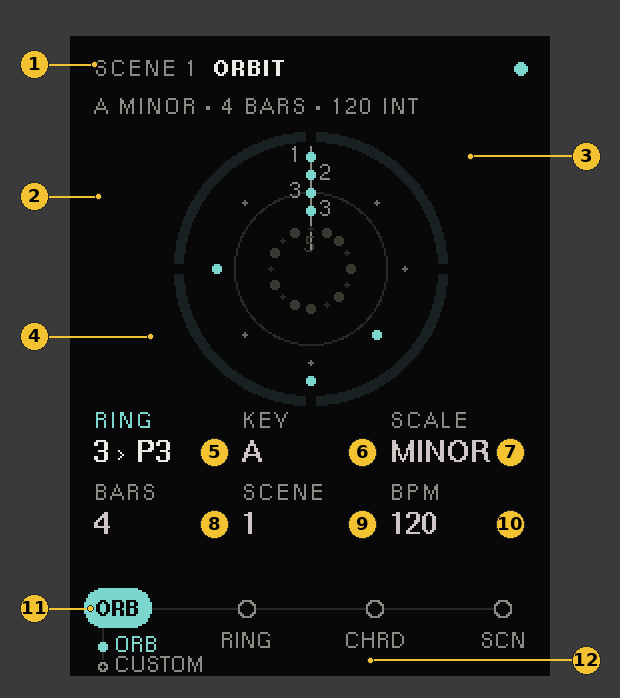 1 SCENE 1 ORBIT
A MINOR · 4 BARS · 120 INT
1
2
3
3
3
2
5
4
RING KEY SCALE
3 › P3 5 A 6 MINOR 7
BARS SCENE BPM
4 8 1 9 120 10
11 ORB
ORB RING CHRD SCN
CUSTOM 12